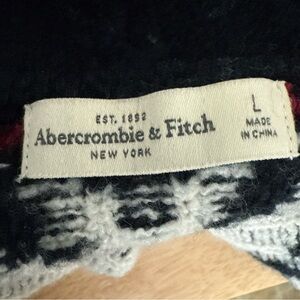 EST. 1892
Abercrombie & Fitch
NEW YORK
L
MADE
IN CHINA